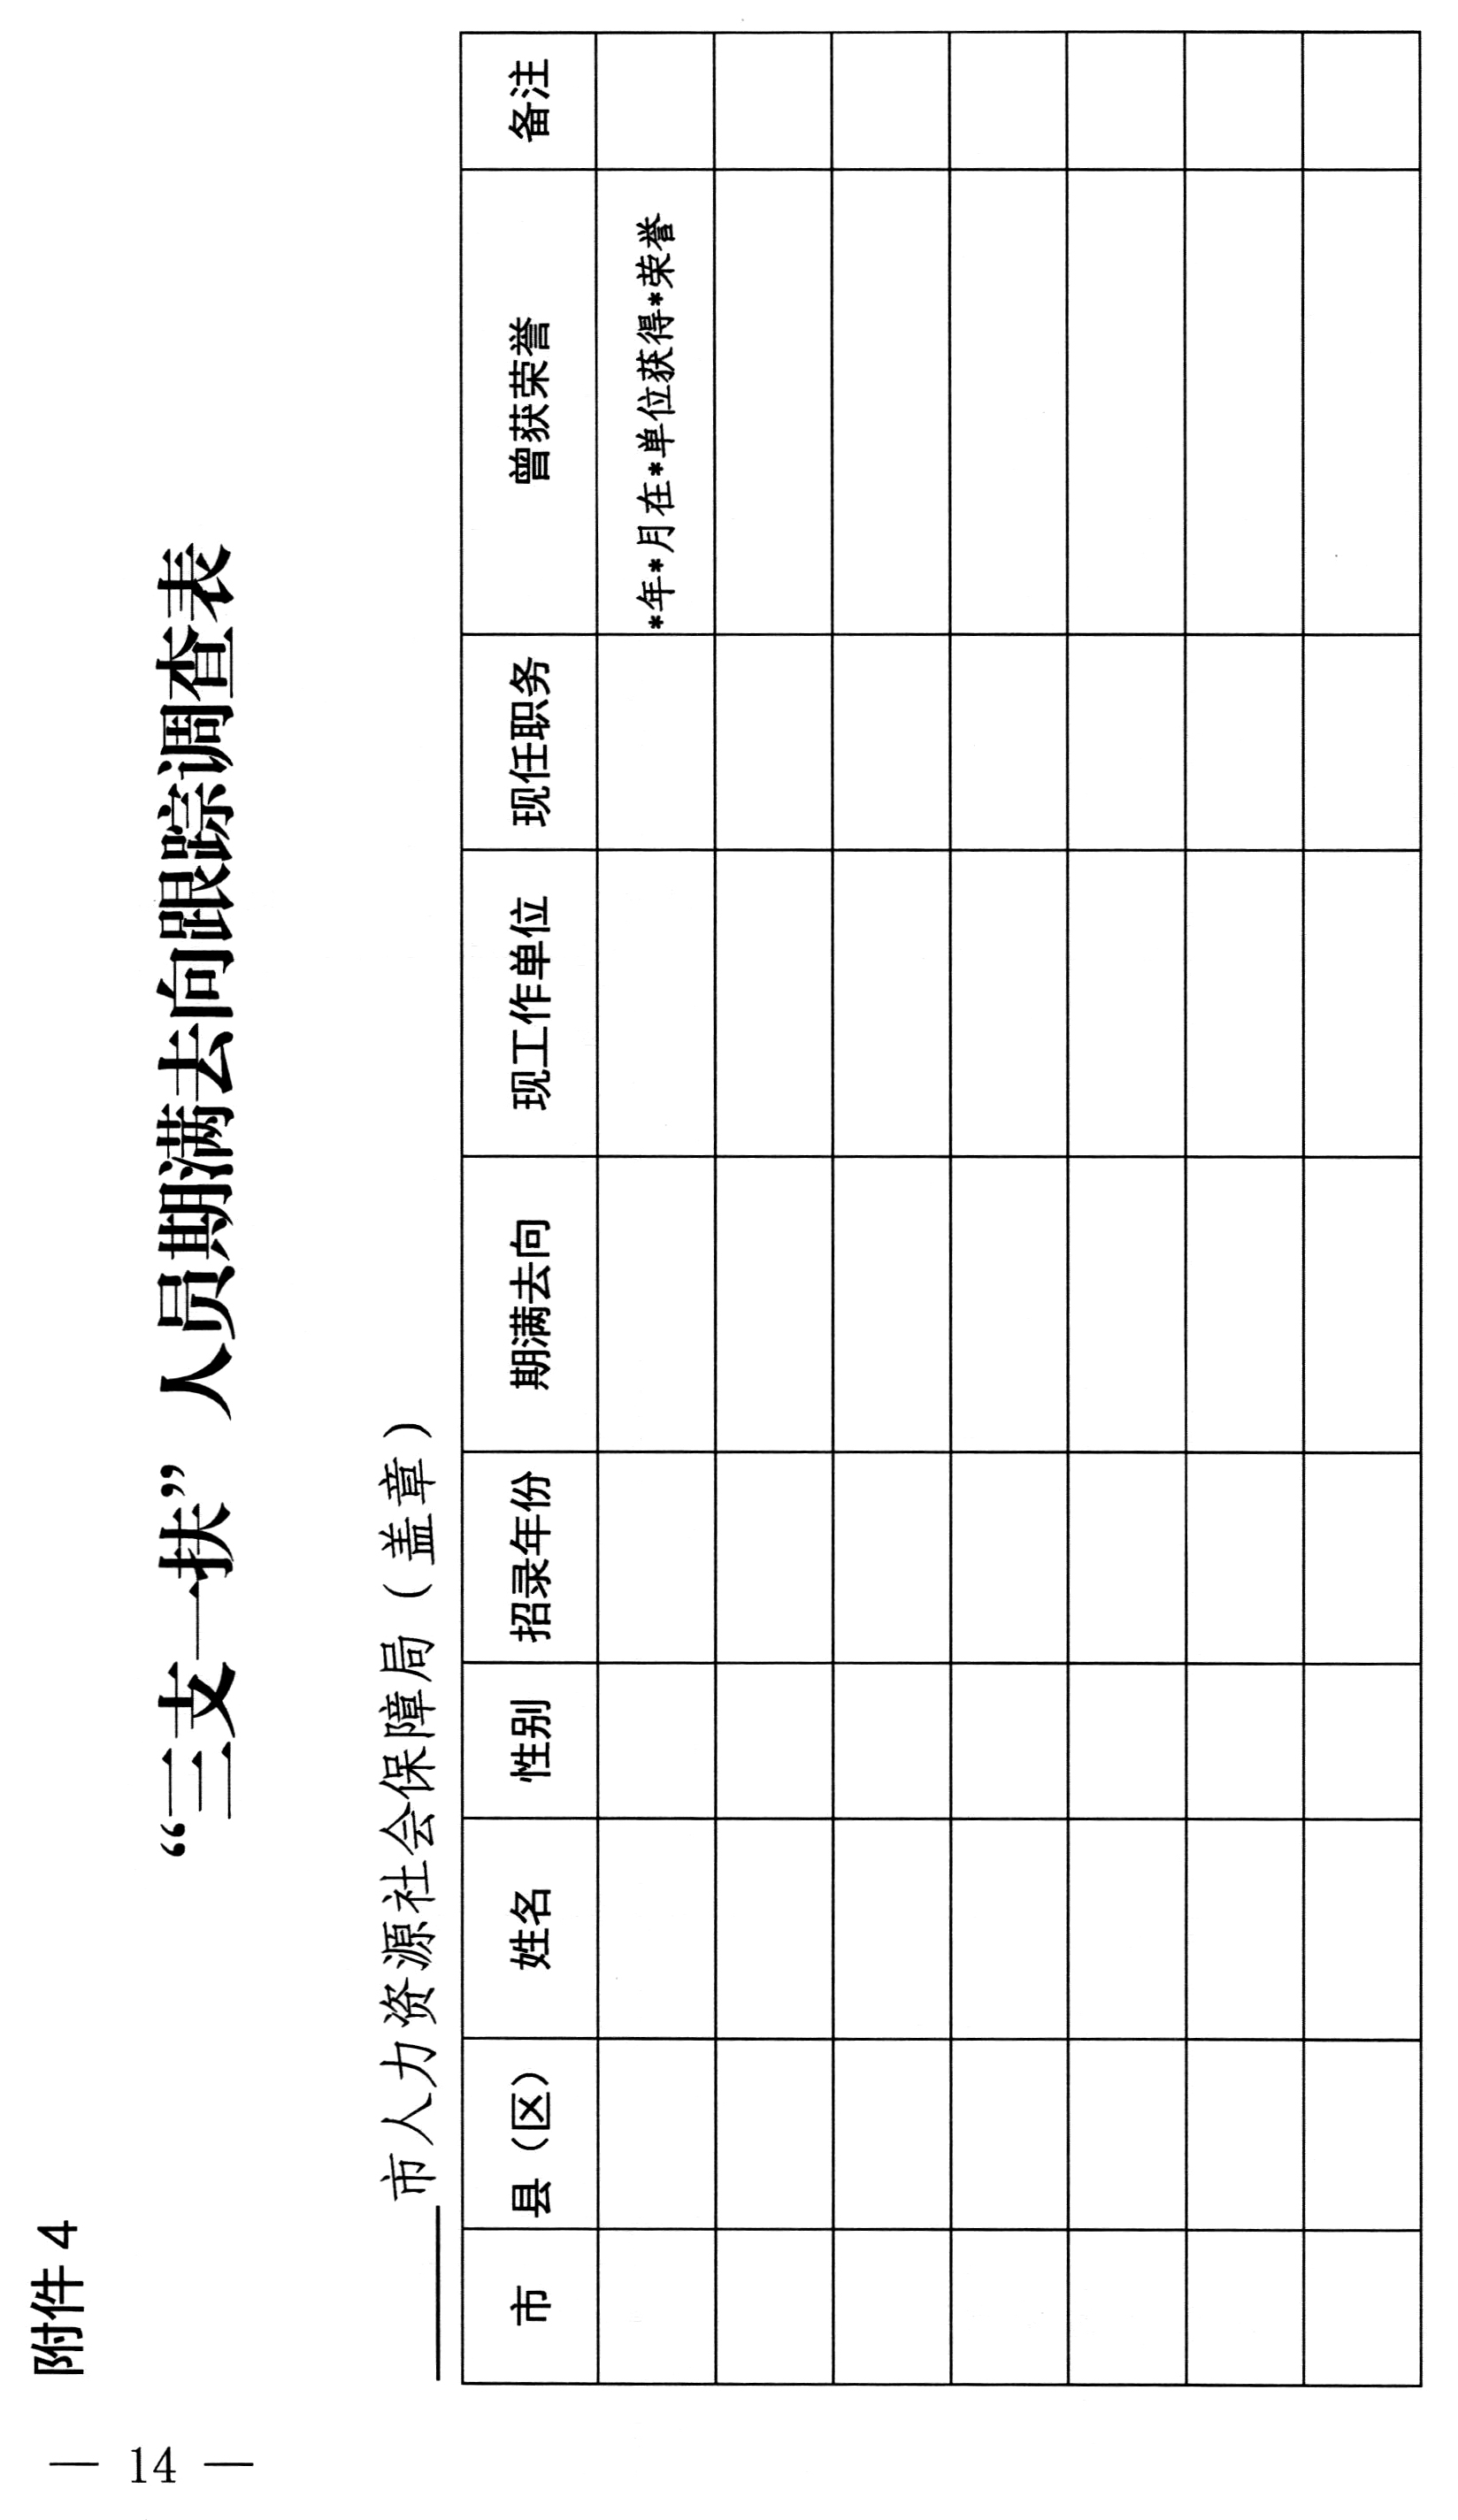 附件 4
“三支一扶”人员期满去向跟踪调查表
市人力资源社会保障局（盖章）
市 县（区） 姓名 性别 招录年份 期满去向 现工作单位 现任职务 曾获荣誉 备注
*年*月在*单位获得*荣誉
— 14 —